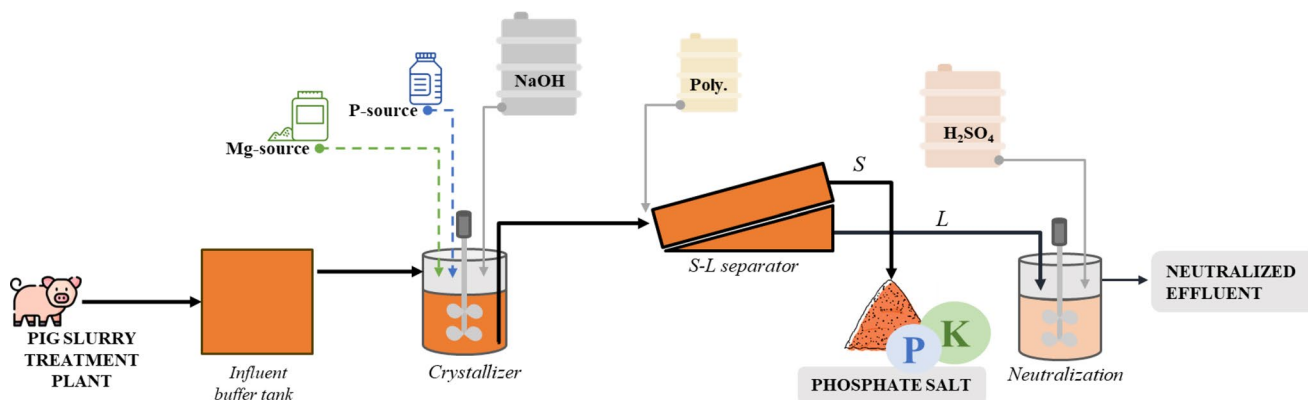 NaOH
Poly.
H₂SO₄
P-source
Mg-source
S
L
S-L separator
PIG SLURRY
TREATMENT
PLANT
Influent
buffer tank
Crystallizer
P
K
PHOSPHATE SALT
Neutralization
NEUTRALIZED
EFFLUENT